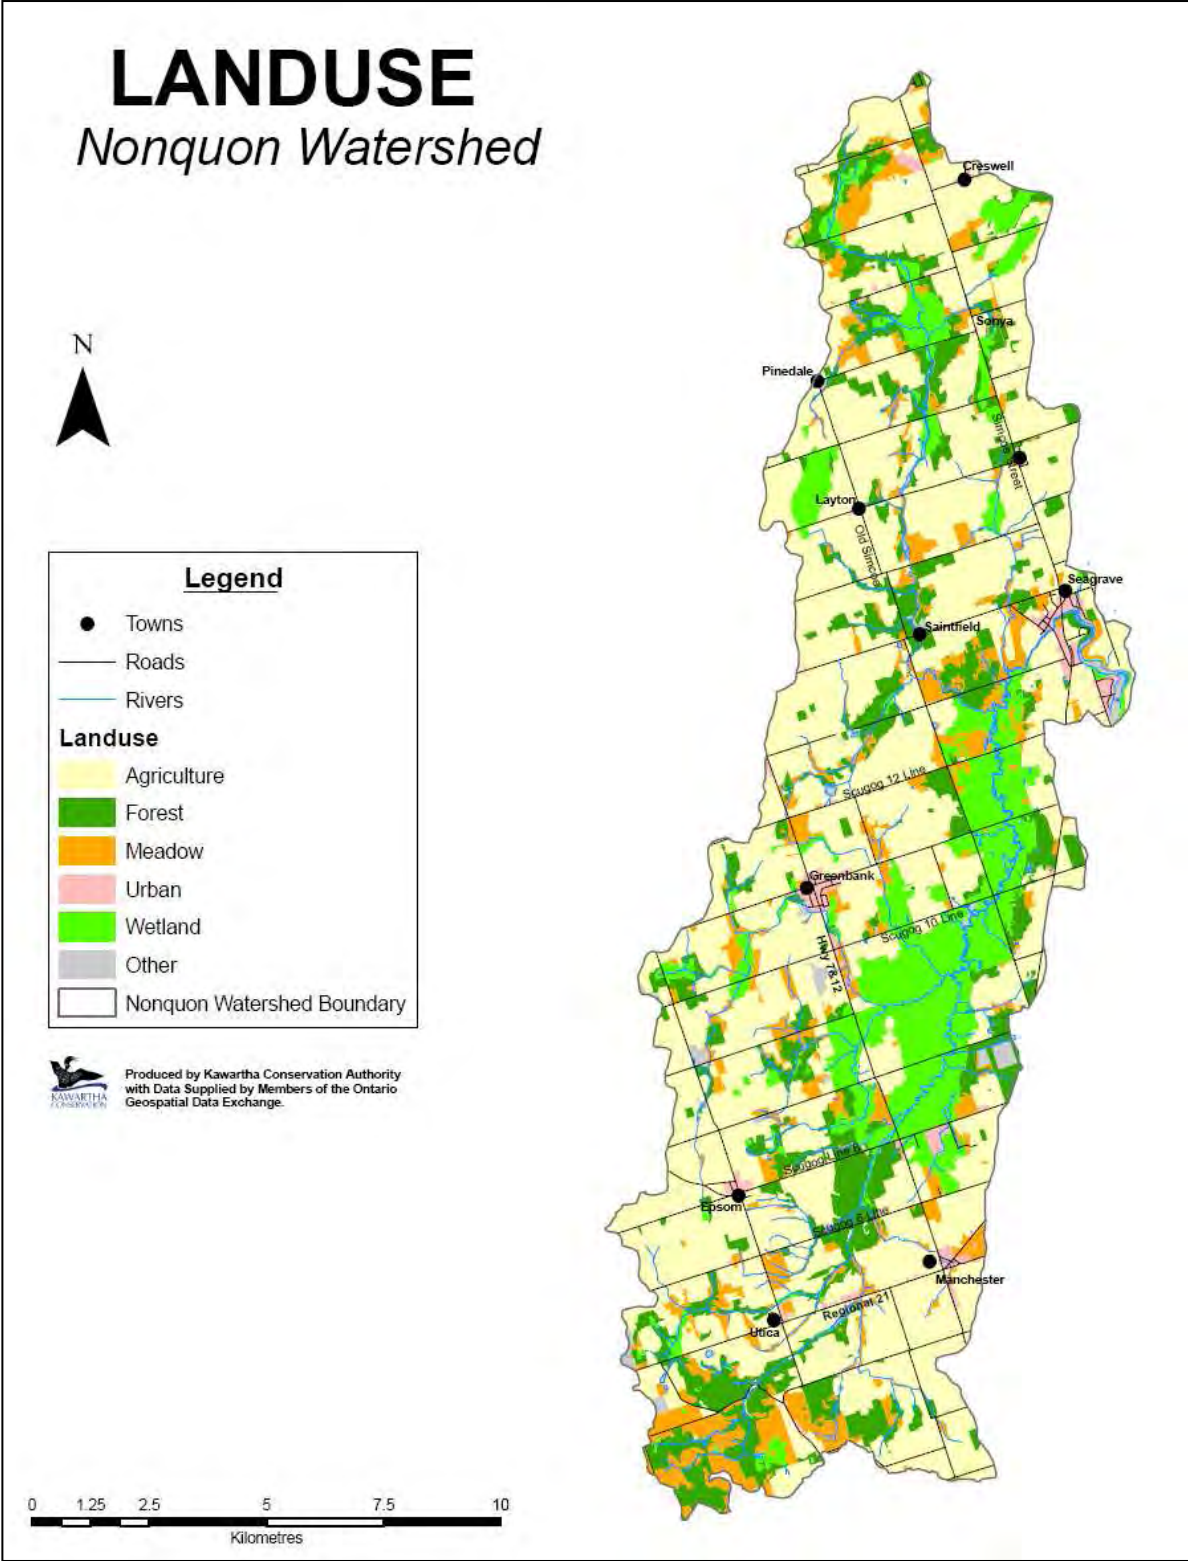 LANDUSE
Nonquon Watershed
N
Legend
Towns
Roads
Rivers
Landuse
Agriculture
Forest
Meadow
Urban
Wetland
Other
Nonquon Watershed Boundary
KAWARTHA
CONSERVATION
Produced by Kawartha Conservation Authority
with Data Supplied by Members of the Ontario
Geospatial Data Exchange.
0 1.25 2.5 5 7.5 10
Kilometres
Creswell
Sonya
Pinedale
Simcoe Street
Layton
Old Simcoe
Seagrave
Saintfield
Scugog 12 Line
Greenbank
Scugog 10 Line
Hwy 7&12
Scugog Line 8
Epsom
Scugog 6 Line
Manchester
Regional 21
Utica